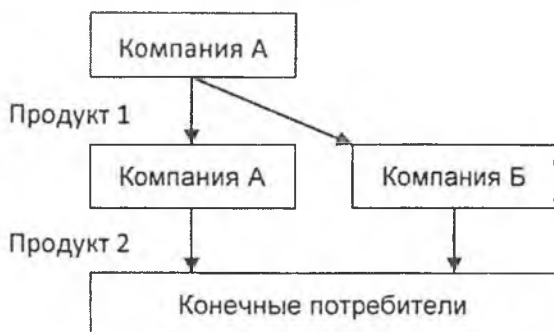 Компания А
Продукт 1
Компания А
Компания Б
Продукт 2
Конечные потребители